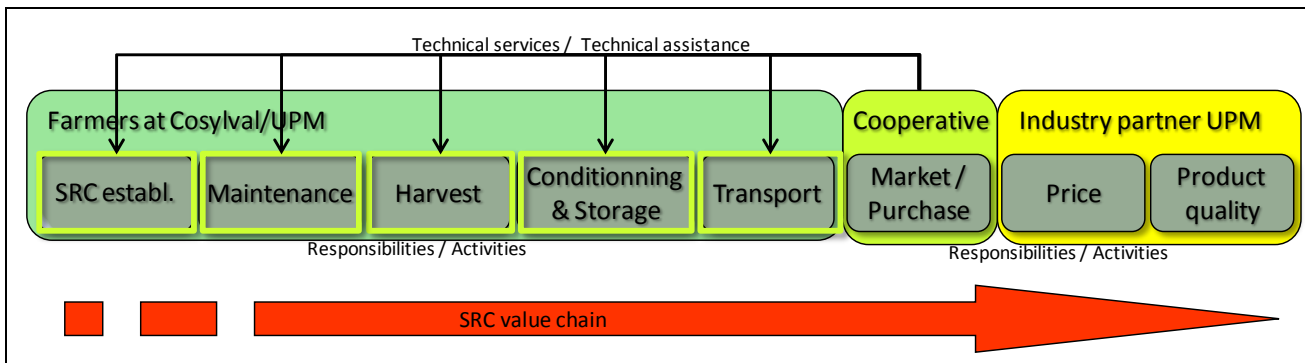 Technical services / Technical assistance
Farmers at Cosylval/UPM
Cooperative
Industry partner UPM
SRC establ.
Maintenance
Harvest
Conditionning
& Storage
Transport
Market /
Purchase
Price
Product
quality
Responsibilities / Activities
Responsibilities / Activities
SRC value chain